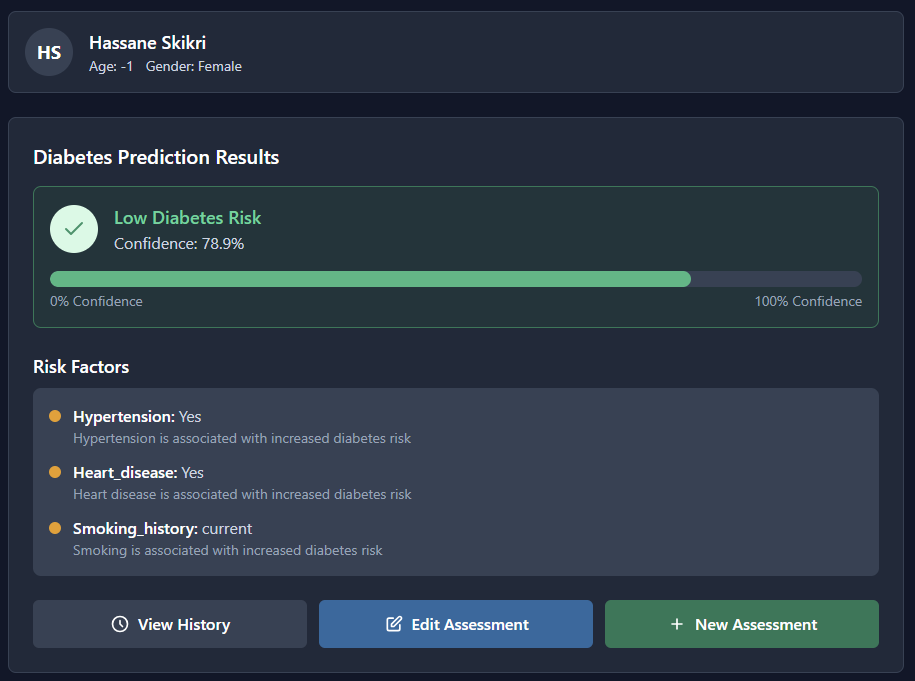 HS
Hassane Skikri
Age: -1 Gender: Female
Diabetes Prediction Results
Low Diabetes Risk
Confidence: 78.9%
0% Confidence 100% Confidence
Risk Factors
Hypertension: Yes
Hypertension is associated with increased diabetes risk
Heart_disease: Yes
Heart disease is associated with increased diabetes risk
Smoking_history: current
Smoking is associated with increased diabetes risk
View History Edit Assessment + New Assessment